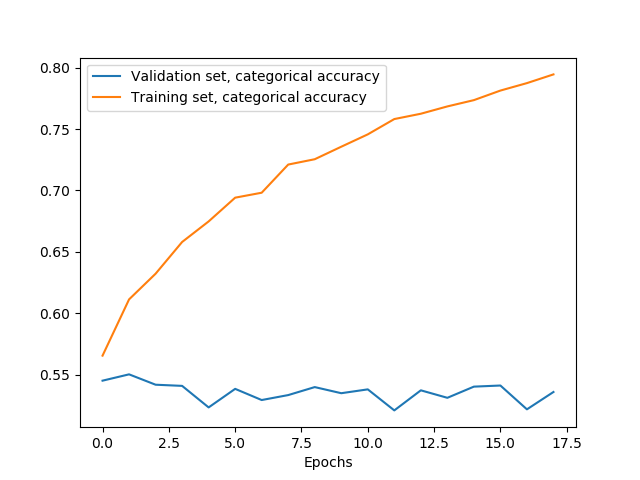 Validation set, categorical accuracy
Training set, categorical accuracy
0.80
0.75
0.70
0.65
0.60
0.55
0.0 2.5 5.0 7.5 10.0 12.5 15.0 17.5
Epochs